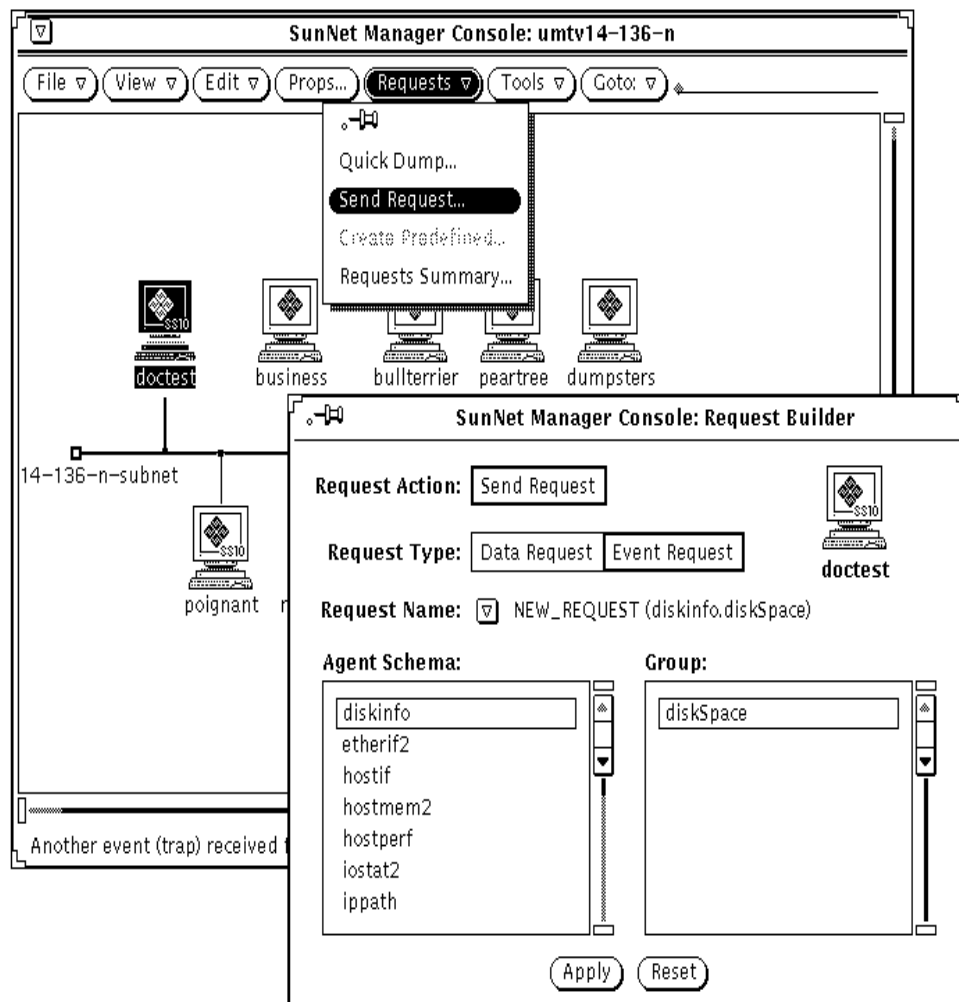 SunNet Manager Console: umtv14-136-n
File View Edit Props... Requests Tools Goto:
Quick Dump...
Send Request...
Create Predefined...
Requests Summary...
SS10
doctest business bullterrier peartree dumpsters
14-136-n-subnet
SS10
poignant
Another event (trap) received
SunNet Manager Console: Request Builder
Request Action: Send Request
SS10
doctest
Request Type: Data Request Event Request
Request Name: NEW_REQUEST (diskinfo.diskSpace)
Agent Schema: Group:
diskinfo diskSpace
etherif2
hostif
hostmem2
hostperf
iostat2
ippath
Apply Reset